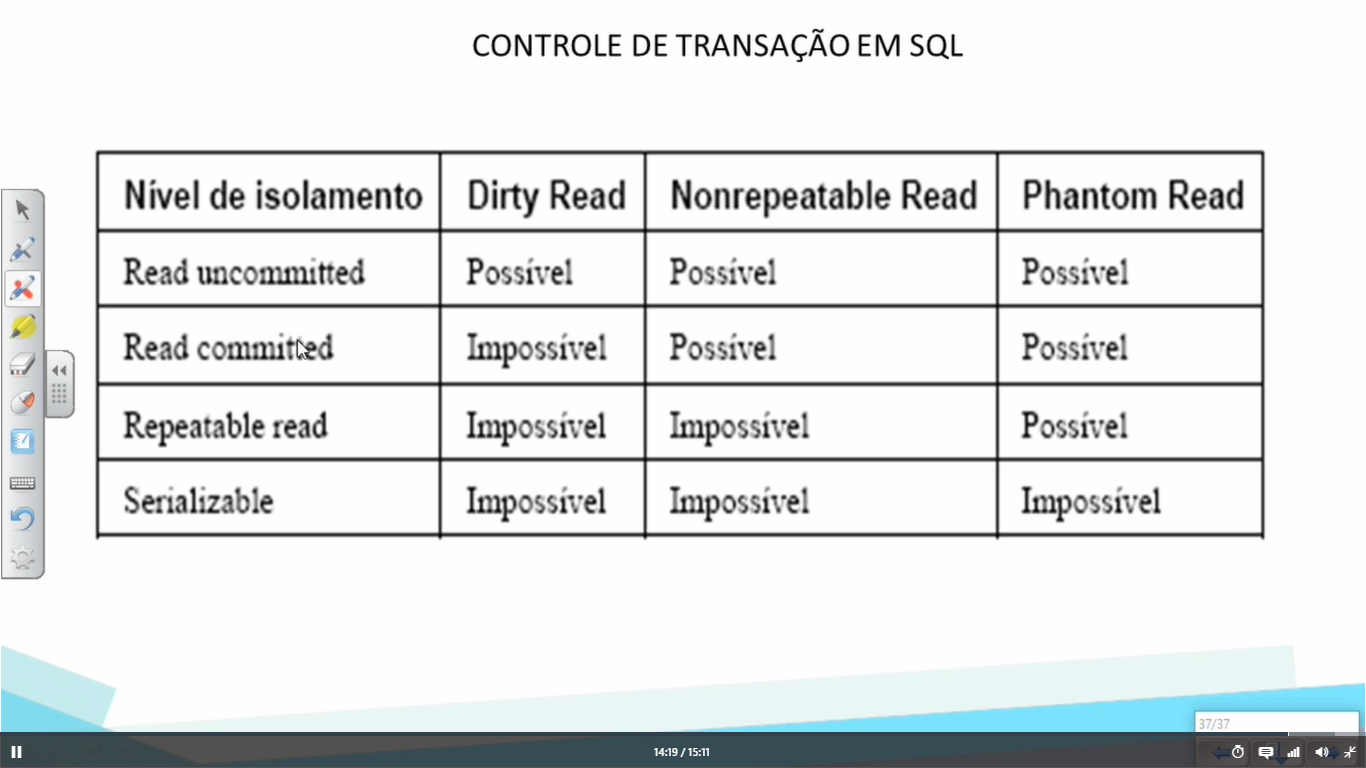 CONTROLE DE TRANSAÇÃO EM SQL
Nível de isolamento Dirty Read Nonrepeatable Read Phantom Read
Read uncommitted Possível Possível Possível
Read committed Impossível Possível Possível
Repeatable read Impossível Impossível Possível
Serializable Impossível Impossível Impossível
37/37
14:19 / 15:11